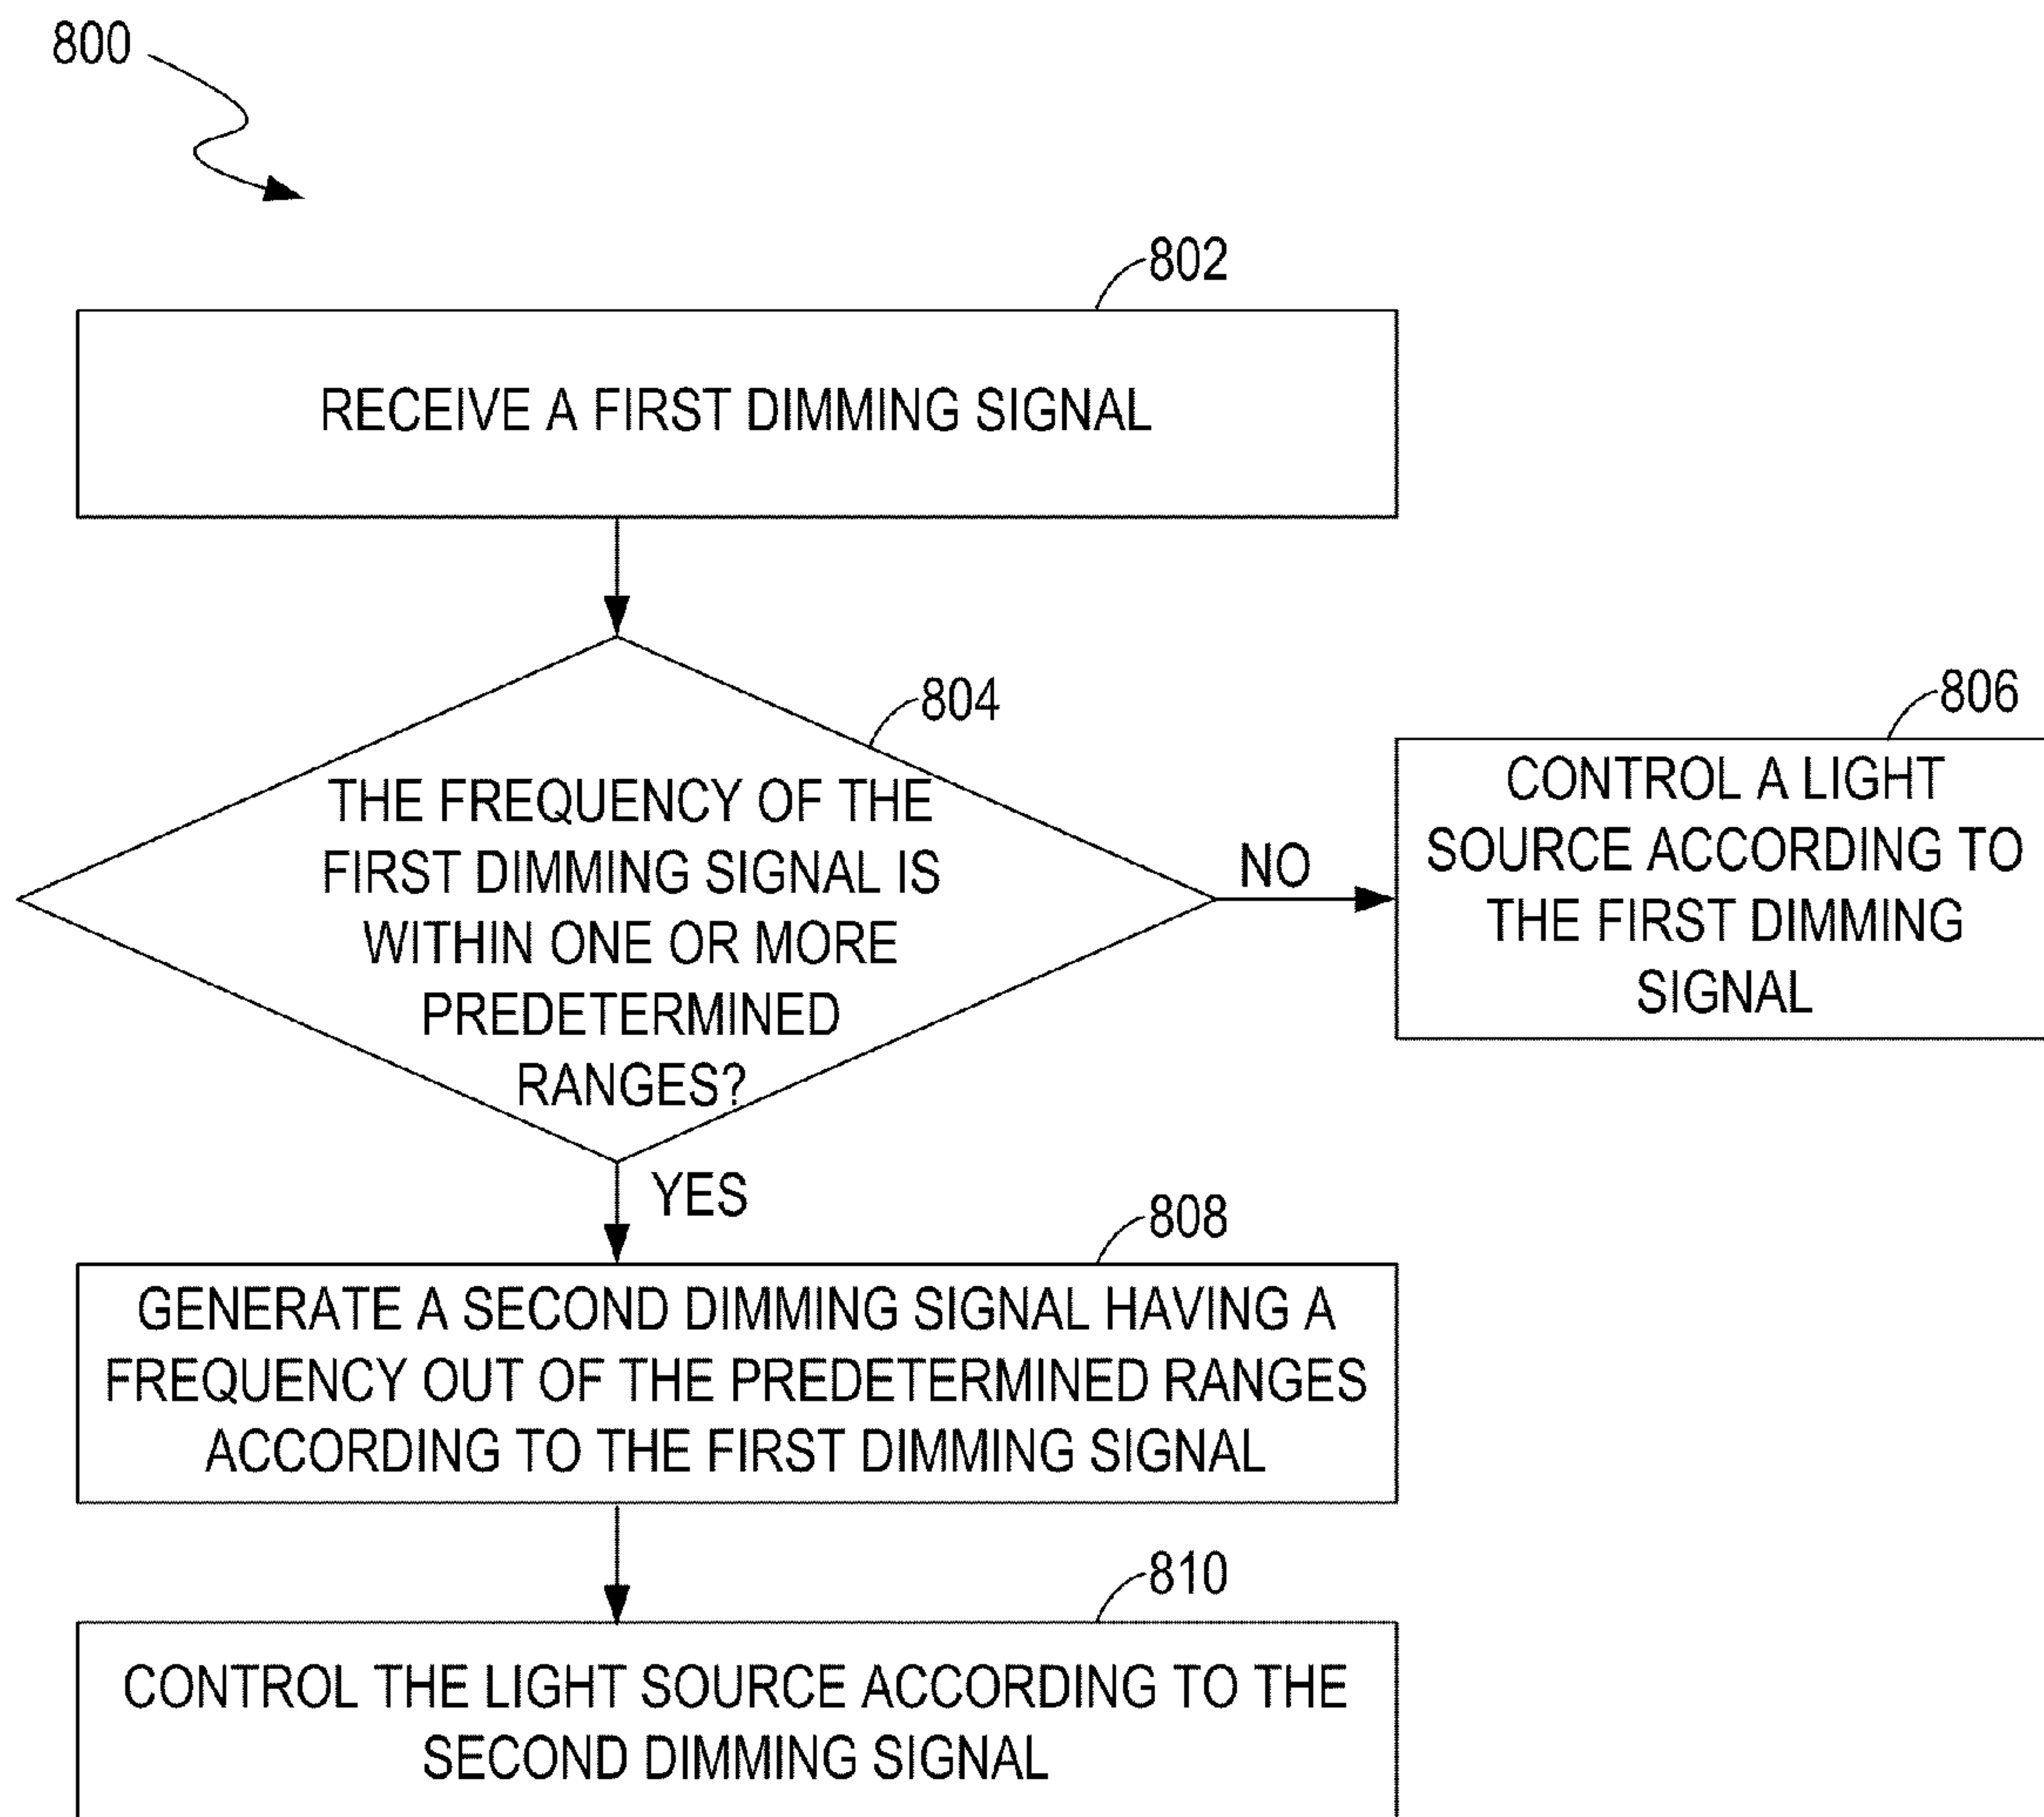 800
802
RECEIVE A FIRST DIMMING SIGNAL
804
THE FREQUENCY OF THE
FIRST DIMMING SIGNAL IS
WITHIN ONE OR MORE
PREDETERMINED
RANGES?
NO
806
CONTROL A LIGHT
SOURCE ACCORDING TO
THE FIRST DIMMING
SIGNAL
YES
808
GENERATE A SECOND DIMMING SIGNAL HAVING A
FREQUENCY OUT OF THE PREDETERMINED RANGES
ACCORDING TO THE FIRST DIMMING SIGNAL
810
CONTROL THE LIGHT SOURCE ACCORDING TO THE
SECOND DIMMING SIGNAL